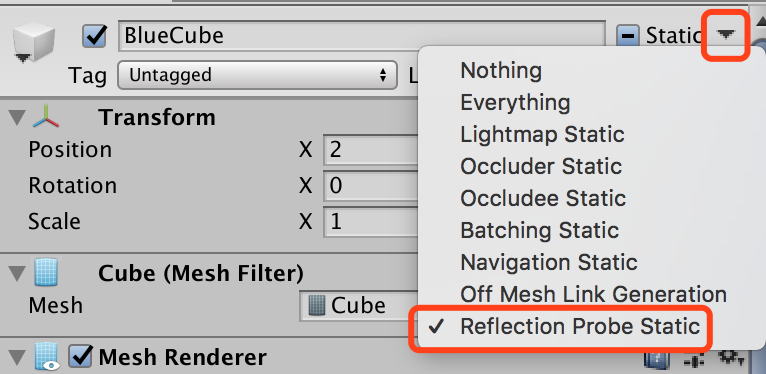 BlueCube Static
Tag Untagged L
Nothing
Everything
Lightmap Static
Occluder Static
Occludee Static
Batching Static
Navigation Static
Off Mesh Link Generation
✓ Reflection Probe Static
Transform
Position X 2
Rotation X 0
Scale X 1
Cube (Mesh Filter)
Mesh Cube
Mesh Renderer